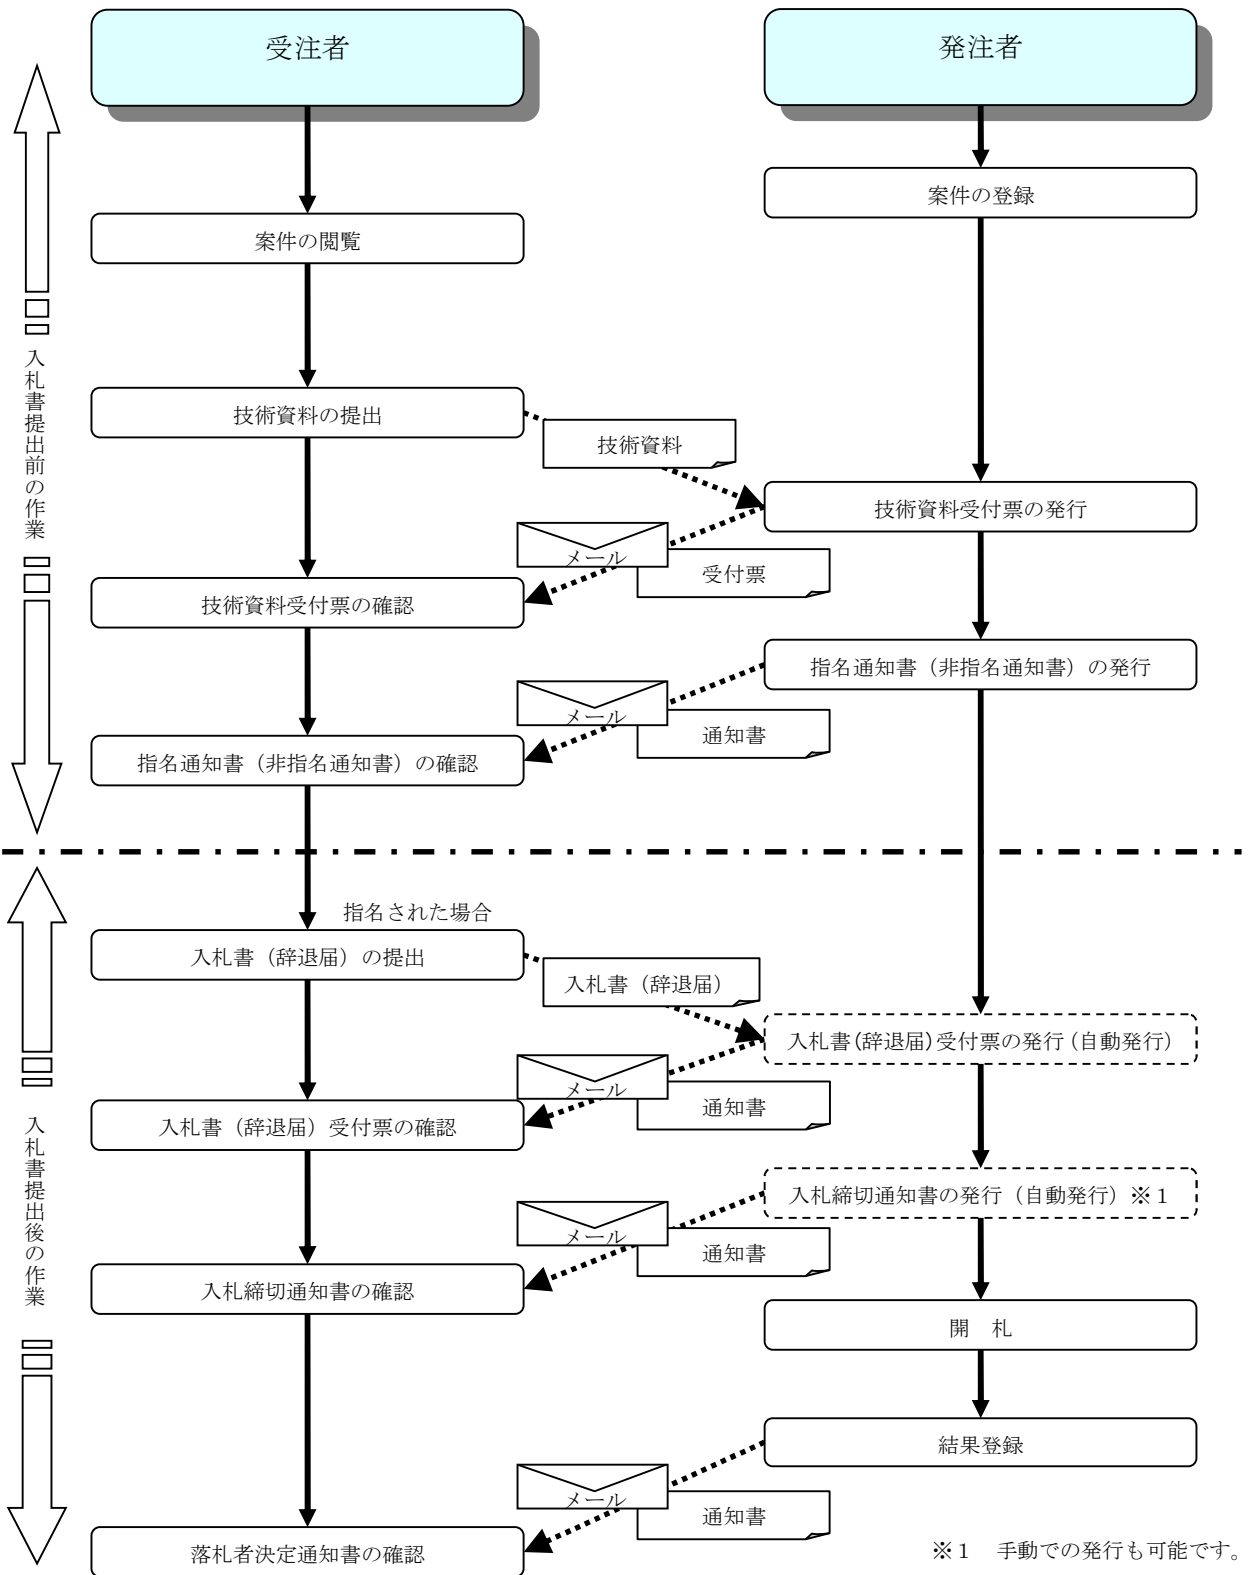 受注者
発注者
案件の登録
案件の閲覧
入札書提出前の作業
技術資料の提出
技術資料
技術資料受付票の発行
メール
受付票
技術資料受付票の確認
指名通知書（非指名通知書）の発行
メール
通知書
指名通知書（非指名通知書）の確認
指名された場合
入札書（辞退届）の提出
入札書（辞退届）
入札書（辞退届）受付票の発行（自動発行）
メール
通知書
入札書（辞退届）受付票の確認
入札書提出後の作業
入札締切通知書の発行（自動発行）※１
メール
通知書
入札締切通知書の確認
開　札
結果登録
メール
通知書
落札者決定通知書の確認
※１　手動での発行も可能です。